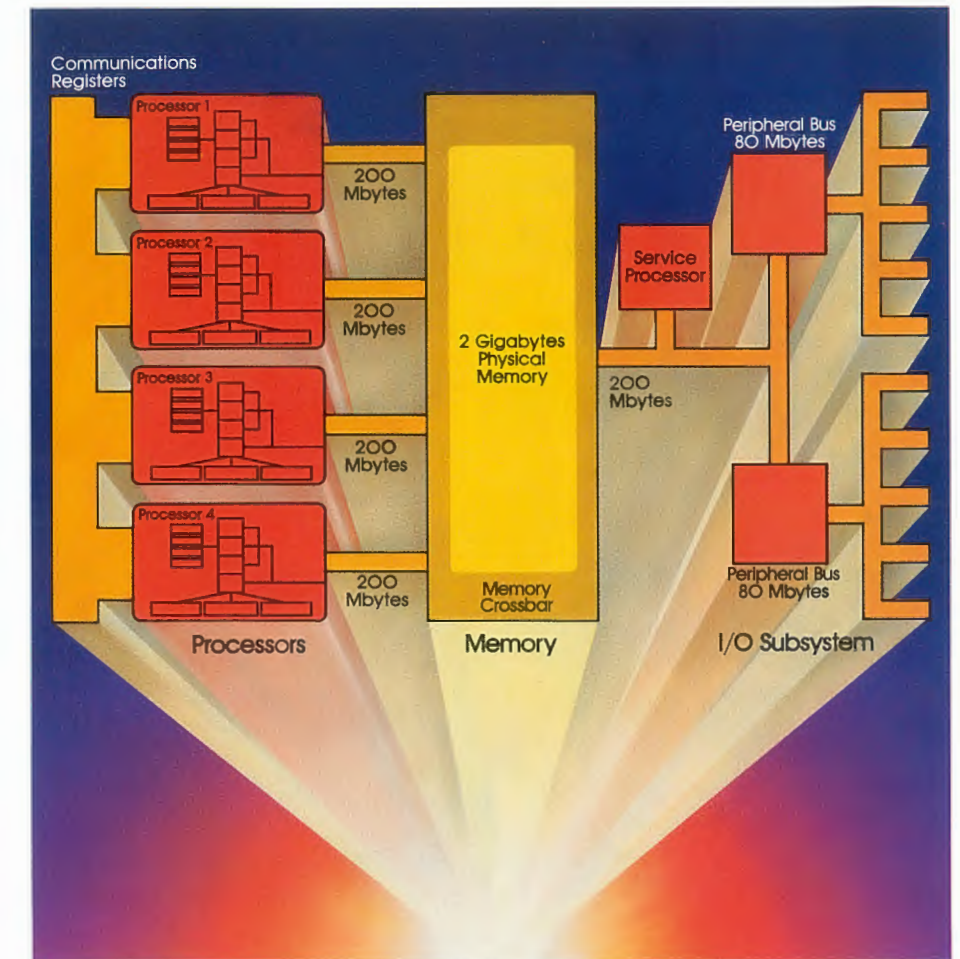 Communications
Registers
Processor 1
200
Mbytes
Processor 2
200
Mbytes
Processor 3
200
Mbytes
Processor 4
200
Mbytes
Processors
2 Gigabytes
Physical
Memory
Memory
Crossbar
Memory
Service
Processor
200
Mbytes
Peripheral Bus
80 Mbytes
Peripheral Bus
80 Mbytes
I/O Subsystem